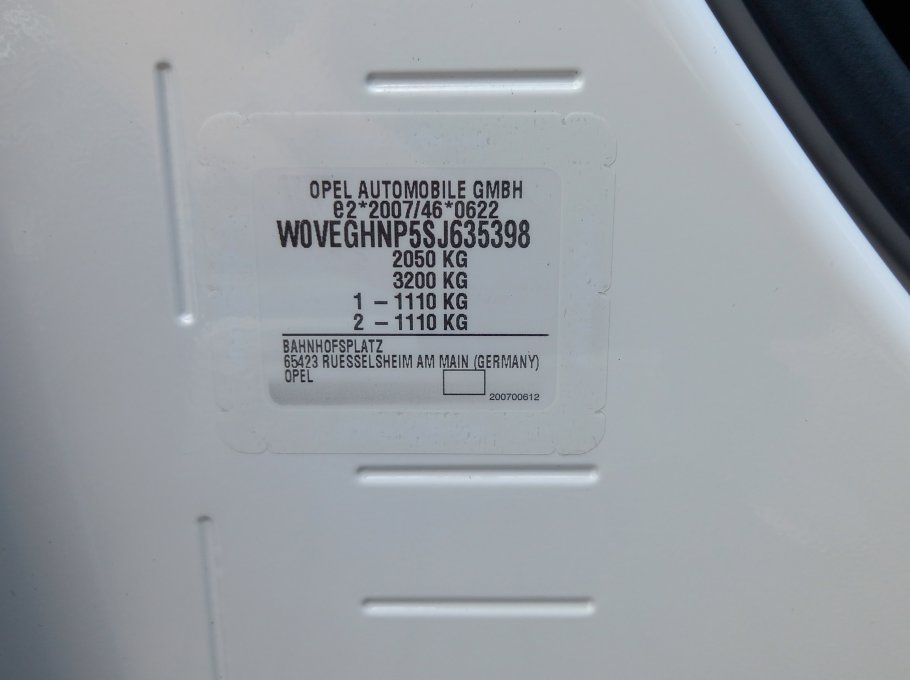 OPEL AUTOMOBILE GMBH
e2*2007/46*0622
W0VEGHNP5SJ635398
2050 KG
3200 KG
1 – 1110 KG
2 – 1110 KG
BAHNHOFSPLATZ
65423 RUESSELSHEIM AM MAIN (GERMANY)
OPEL
200700612